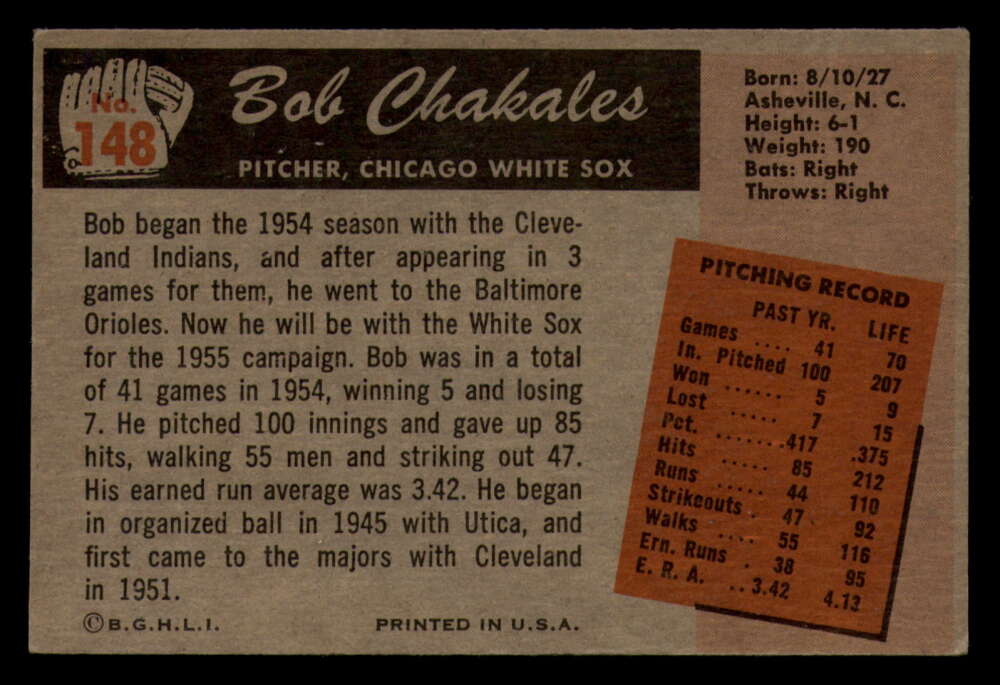 No.
148
Bob Chakales
PITCHER, CHICAGO WHITE SOX
Born: 8/10/27
Asheville, N. C.
Height: 6-1
Weight: 190
Bats: Right
Throws: Right
Bob began the 1954 season with the Cleve-
land Indians, and after appearing in 3
games for them, he went to the Baltimore
Orioles. Now he will be with the White Sox
for the 1955 campaign. Bob was in a total
of 41 games in 1954, winning 5 and losing
7. He pitched 100 innings and gave up 85
hits, walking 55 men and striking out 47.
His earned run average was 3.42. He began
in organized ball in 1945 with Utica, and
first came to the majors with Cleveland
in 1951.
©B.G.H.L.I. PRINTED IN U.S.A.
PITCHING RECORD
PAST YR. LIFE
Games .... 41 70
In. Pitched 100 207
Won ...... 5 9
Lost ..... 7 15
Pct. .......417 .375
Hits ..... 85 212
Runs ..... 44 110
Strikeouts . 47 92
Walks .... 55 116
Ern. Runs . 38 95
E. R. A. ..3.42 4.13